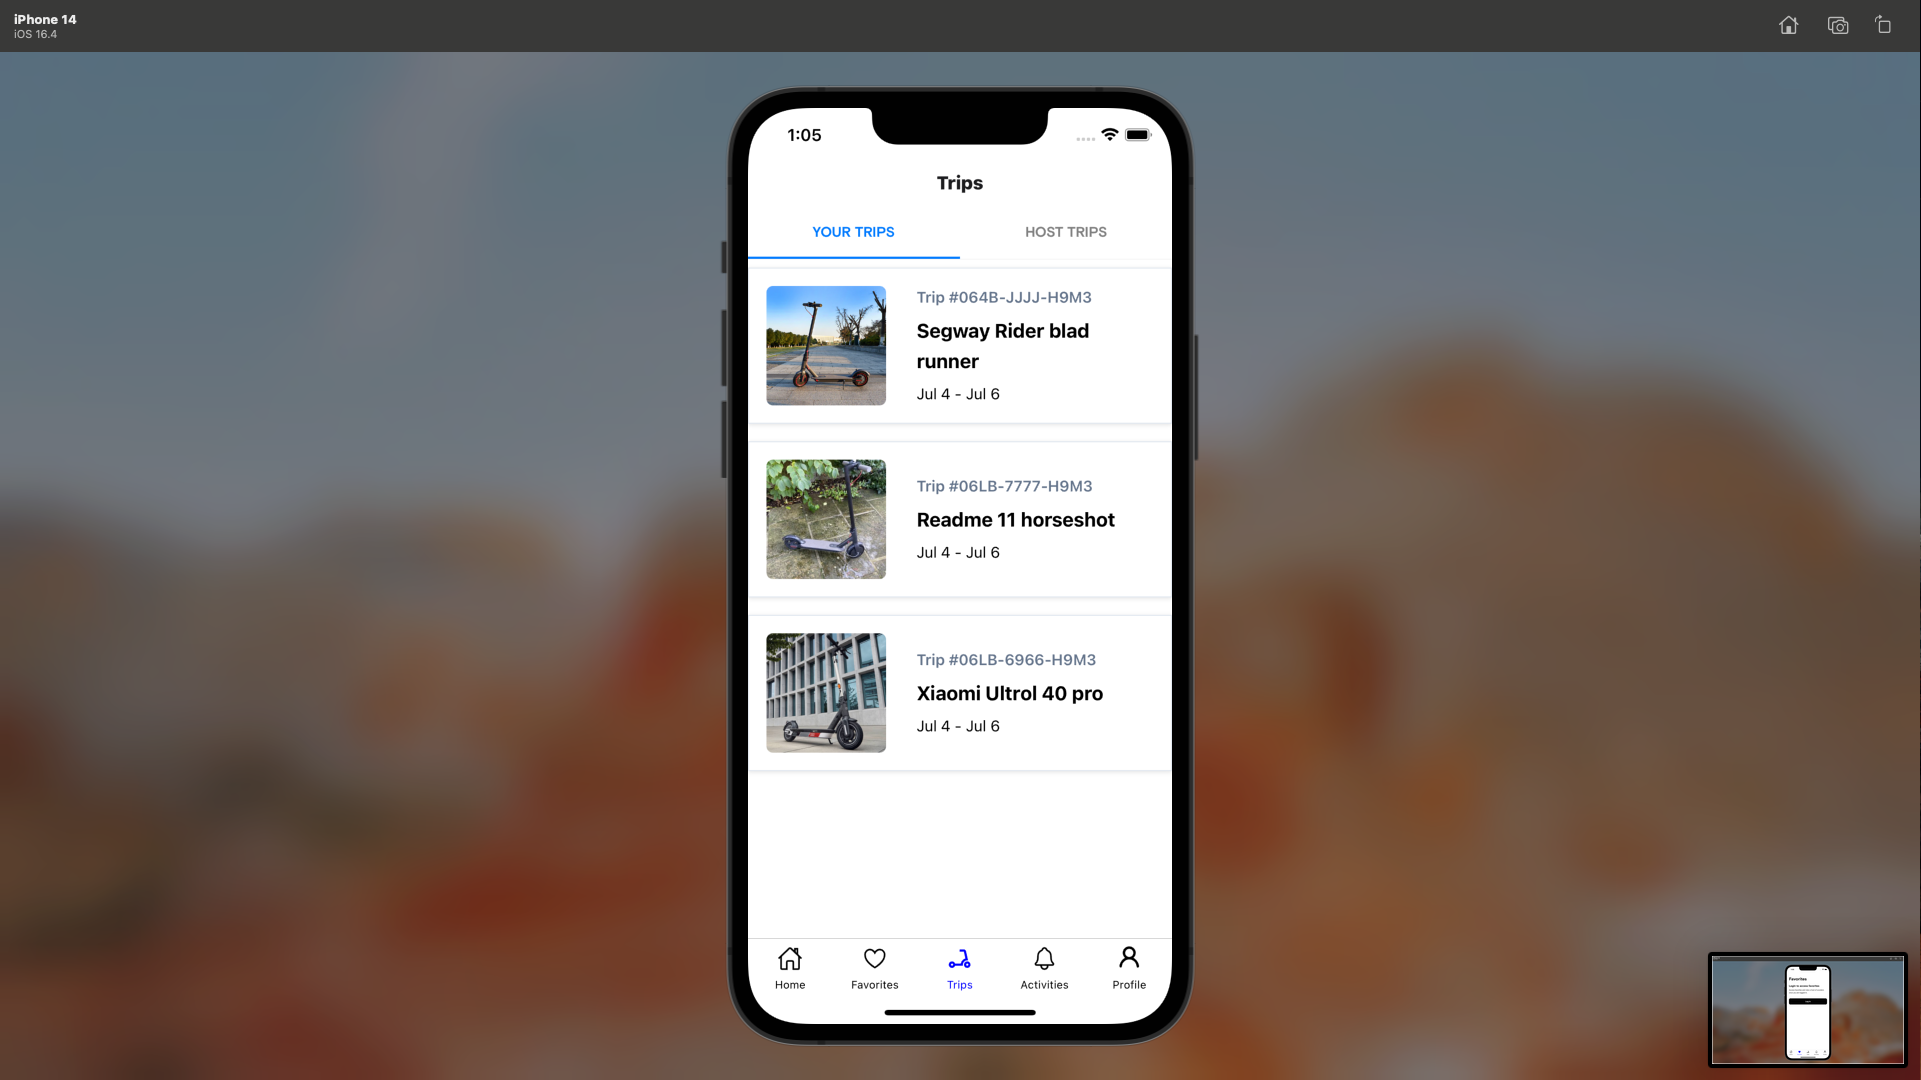 iPhone 14
iOS 16.4
1:05
Trips
YOUR TRIPS
HOST TRIPS
Trip #064B-JJJJ-H9M3
Segway Rider blad
runner
Jul 4 - Jul 6
Trip #06LB-7777-H9M3
Readme 11 horseshot
Jul 4 - Jul 6
Trip #06LB-6966-H9M3
Xiaomi Ultrol 40 pro
Jul 4 - Jul 6
Home
Favorites
Trips
Activities
Profile
Favorites